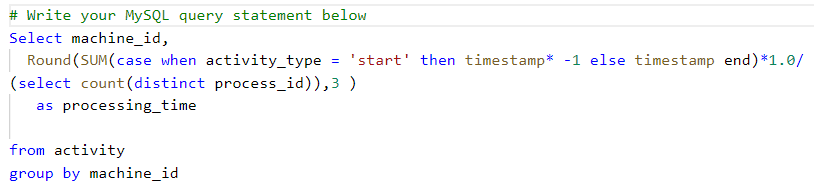 # Write your MySQL query statement below
Select machine_id,
Round(SUM(case when activity_type = 'start' then timestamp* -1 else timestamp end)*1.0/
(select count(distinct process_id)),3 )
as processing_time
from activity
group by machine_id